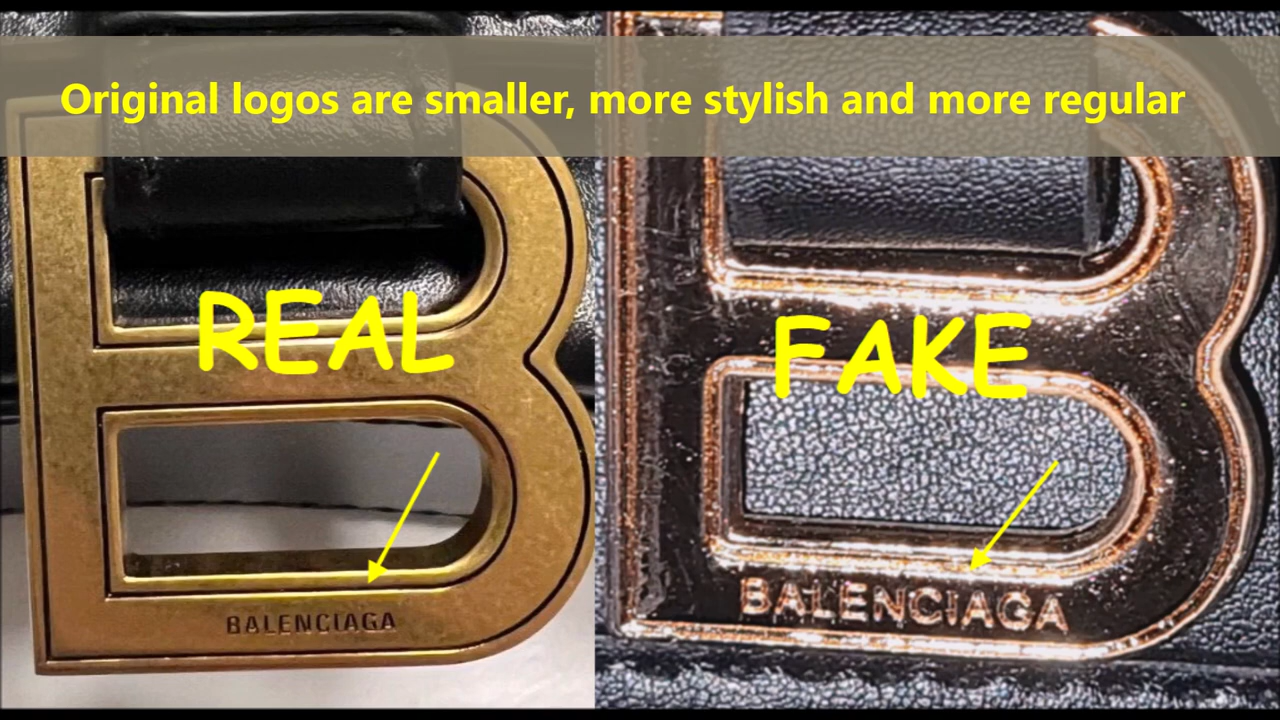 Original logos are smaller, more stylish and more regular
REAL
FAKE
BALENCIAGA
BALENCIAGA